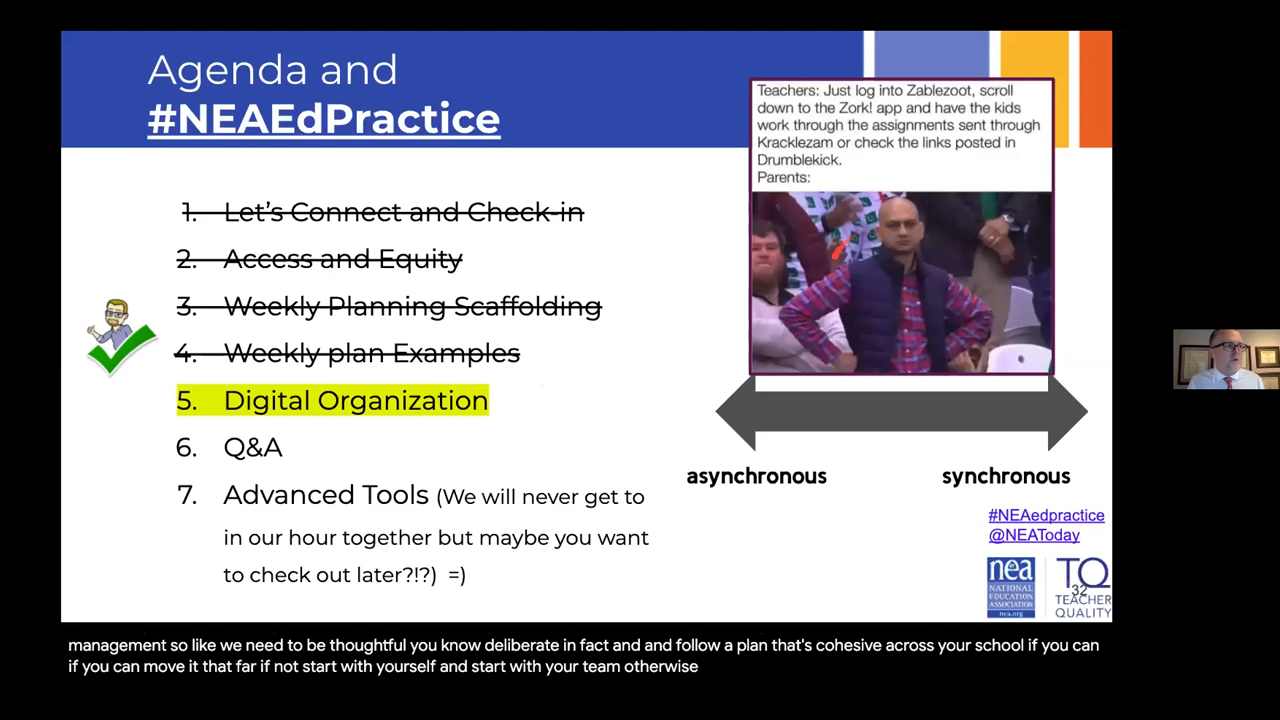 Agenda and
#NEAEdPractice
Teachers: Just log into Zablezoot, scroll
down to the Zork! app and have the kids
work through the assignments sent through
Kracklezam or check the links posted in
Drumblekick.
Parents:
1. Let's Connect and Check-in
2. Access and Equity
3. Weekly Planning Scaffolding
4. Weekly plan Examples
5. Digital Organization
6. Q&A
7. Advanced Tools (We will never get to
in our hour together but maybe you want
to check out later?!?) =)
asynchronous
synchronous
#NEAedpractice
@NEAToday
nea
NATIONAL
EDUCATION
ASSOCIATION
nea.org
TQ
TEACHER
QUALITY
32
management so like we need to be thoughtful you know deliberate in fact and and follow a plan that's cohesive across your school if you can
if you can move it that far if not start with yourself and start with your team otherwise